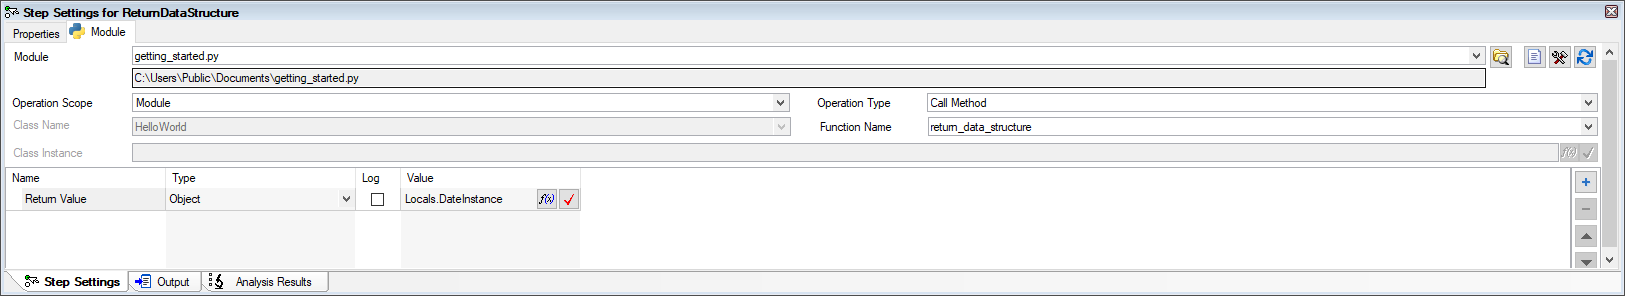 Step Settings for ReturnDataStructure
Properties Module
Module getting_started.py
C:\Users\Public\Documents\getting_started.py
Operation Scope Module Operation Type Call Method
Class Name HelloWorld Function Name return_data_structure
Class Instance f(x)
Name Type Log Value
Return Value Object Locals.DateInstance f(x)
Step Settings Output Analysis Results